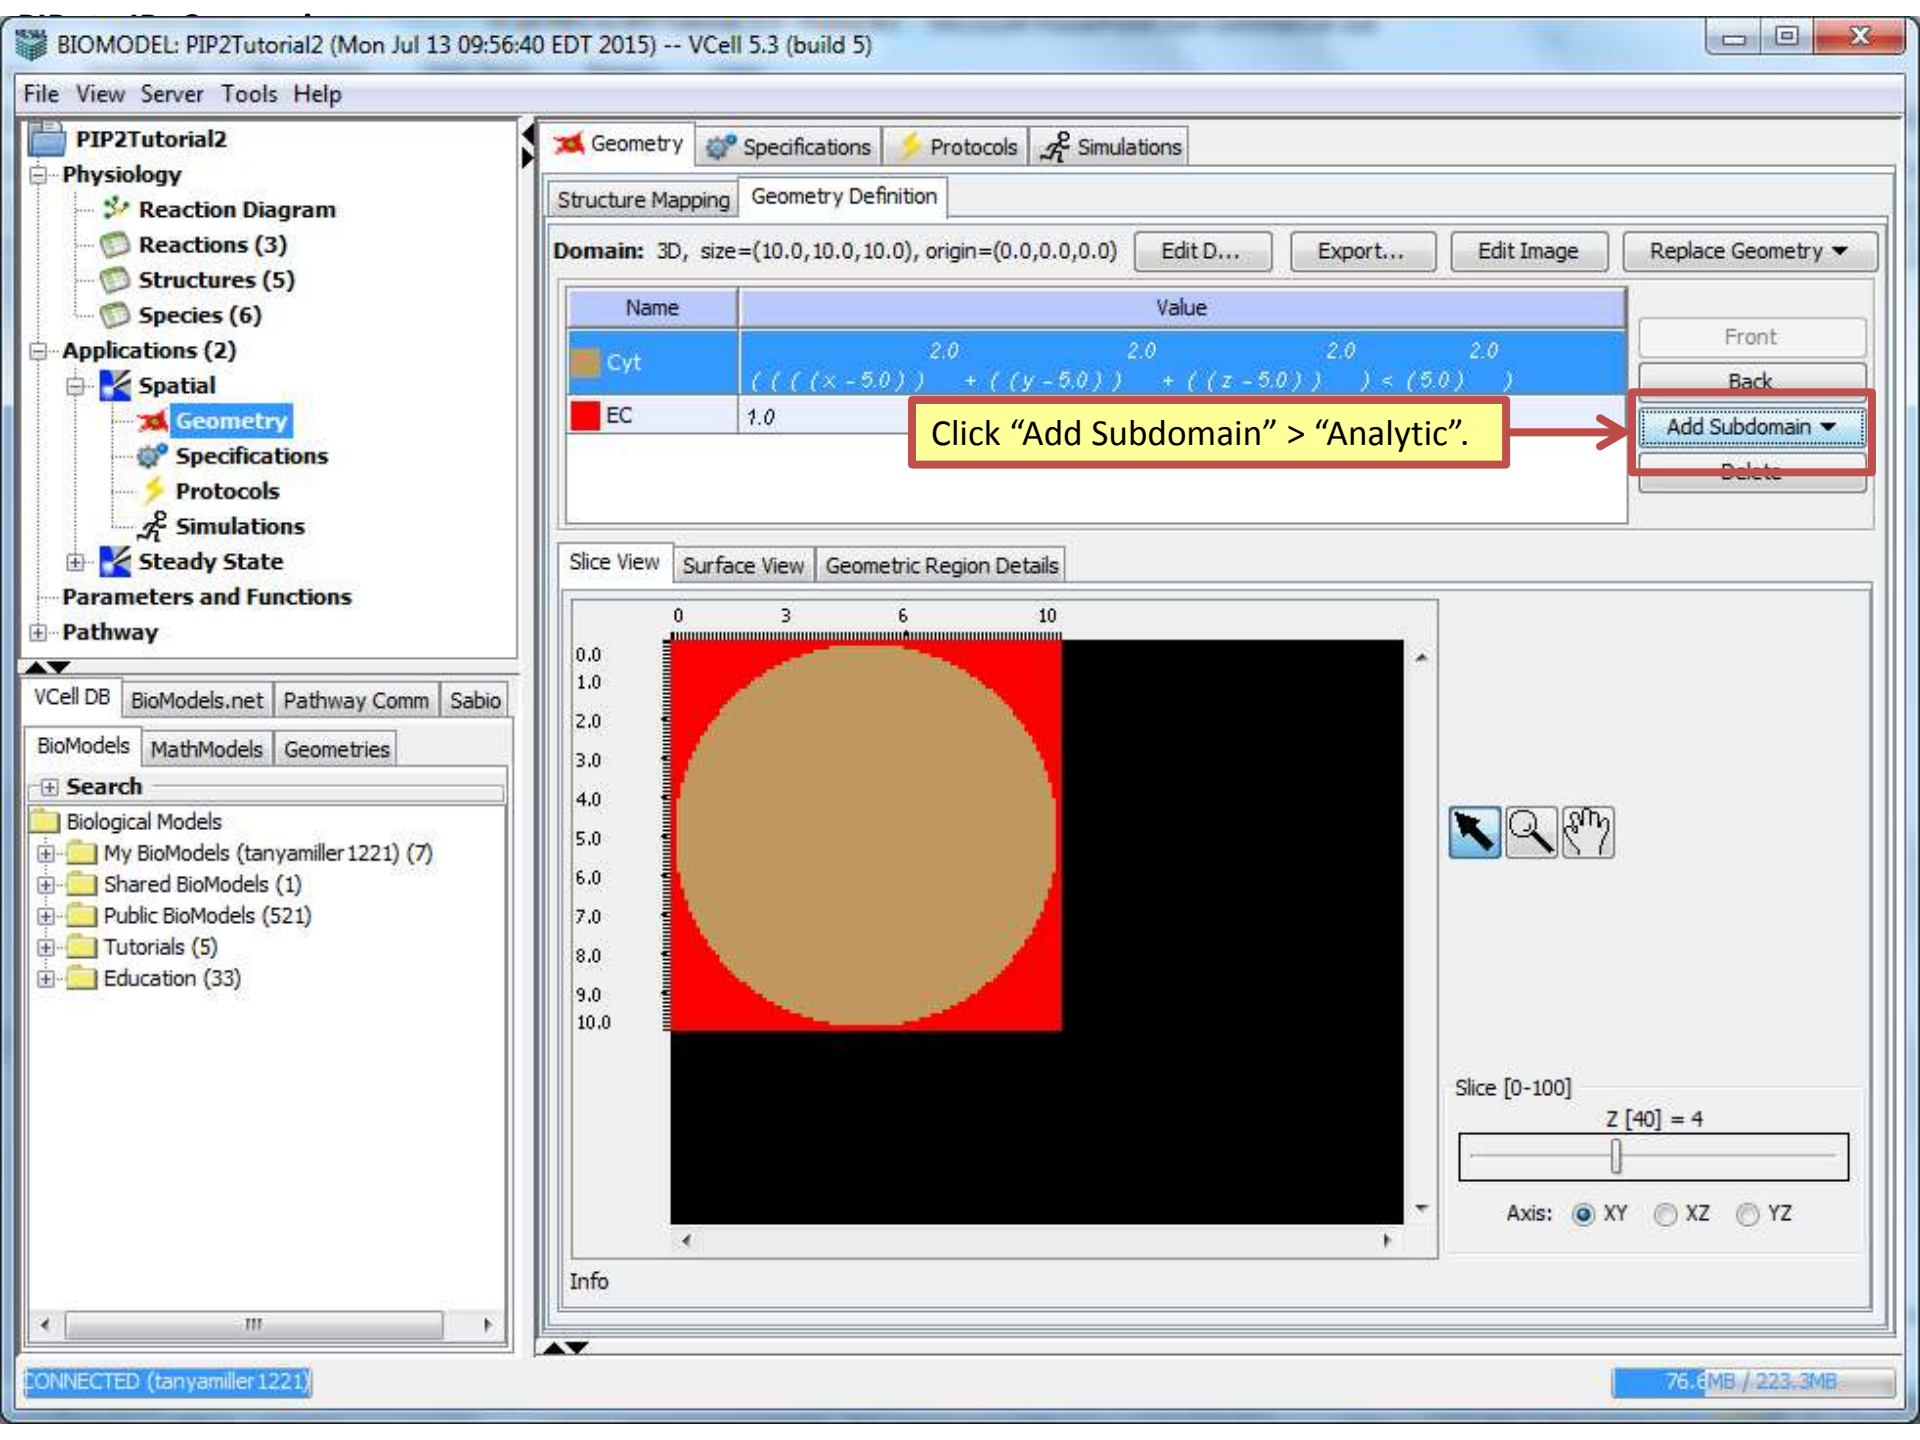 BIOMODEL: PIP2Tutorial2 (Mon Jul 13 09:56:40 EDT 2015) -- VCell 5.3 (build 5)
File View Server Tools Help
PIP2Tutorial2
Physiology
Reaction Diagram
Reactions (3)
Structures (5)
Species (6)
Applications (2)
Spatial
Geometry
Specifications
Protocols
Simulations
Steady State
Parameters and Functions
Pathway
VCell DB BioModels.net Pathway Comm Sabio
BioModels MathModels Geometries
Search
Biological Models
My BioModels (tanyamiller1221) (7)
Shared BioModels (1)
Public BioModels (521)
Tutorials (5)
Education (33)
Geometry Specifications Protocols Simulations
Structure Mapping Geometry Definition
Domain: 3D, size=(10.0,10.0,10.0), origin=(0.0,0.0,0.0) Edit D... Export... Edit Image Replace Geometry
Name Value
2.0 2.0 2.0 2.0
Cyt ( ( ( ( x - 5.0 ) ) + ( ( y - 5.0 ) ) + ( ( z - 5.0 ) ) ) < ( 5.0 ) )
EC 1.0
Front
Back
Add Subdomain
Delete
Click “Add Subdomain” > “Analytic”.
Slice View Surface View Geometric Region Details
0 3 6 10
0.0
1.0
2.0
3.0
4.0
5.0
6.0
7.0
8.0
9.0
10.0
Slice [0-100]
Z [40] = 4
Axis: XY XZ YZ
Info
CONNECTED (tanyamiller1221)
76.6MB / 223.3MB